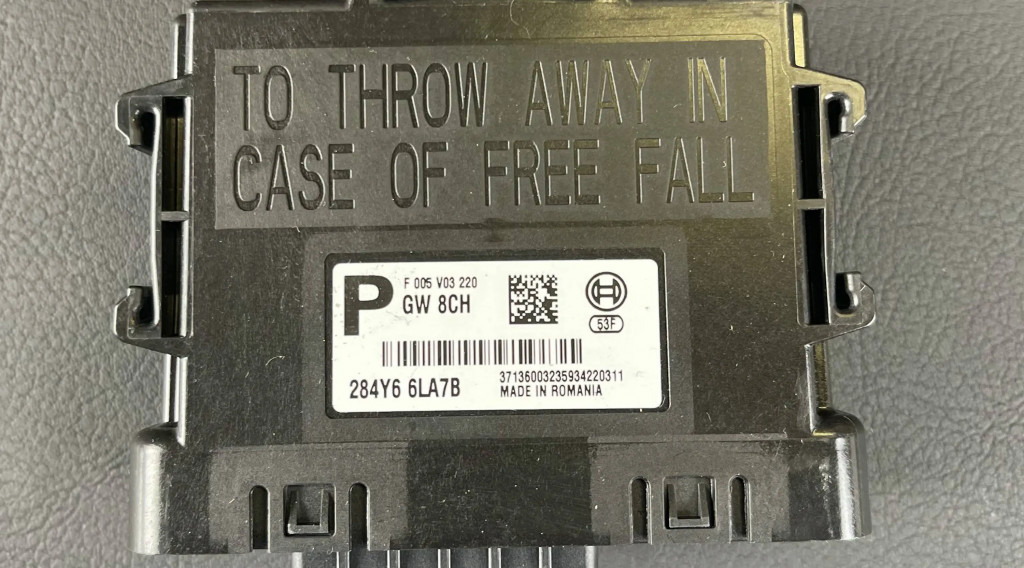 TO THROW AWAY IN
CASE OF FREE FALL
P
F 005 V03 220
GW 8CH
53F
284Y6 6LA7B
37136003235934220311
MADE IN ROMANIA